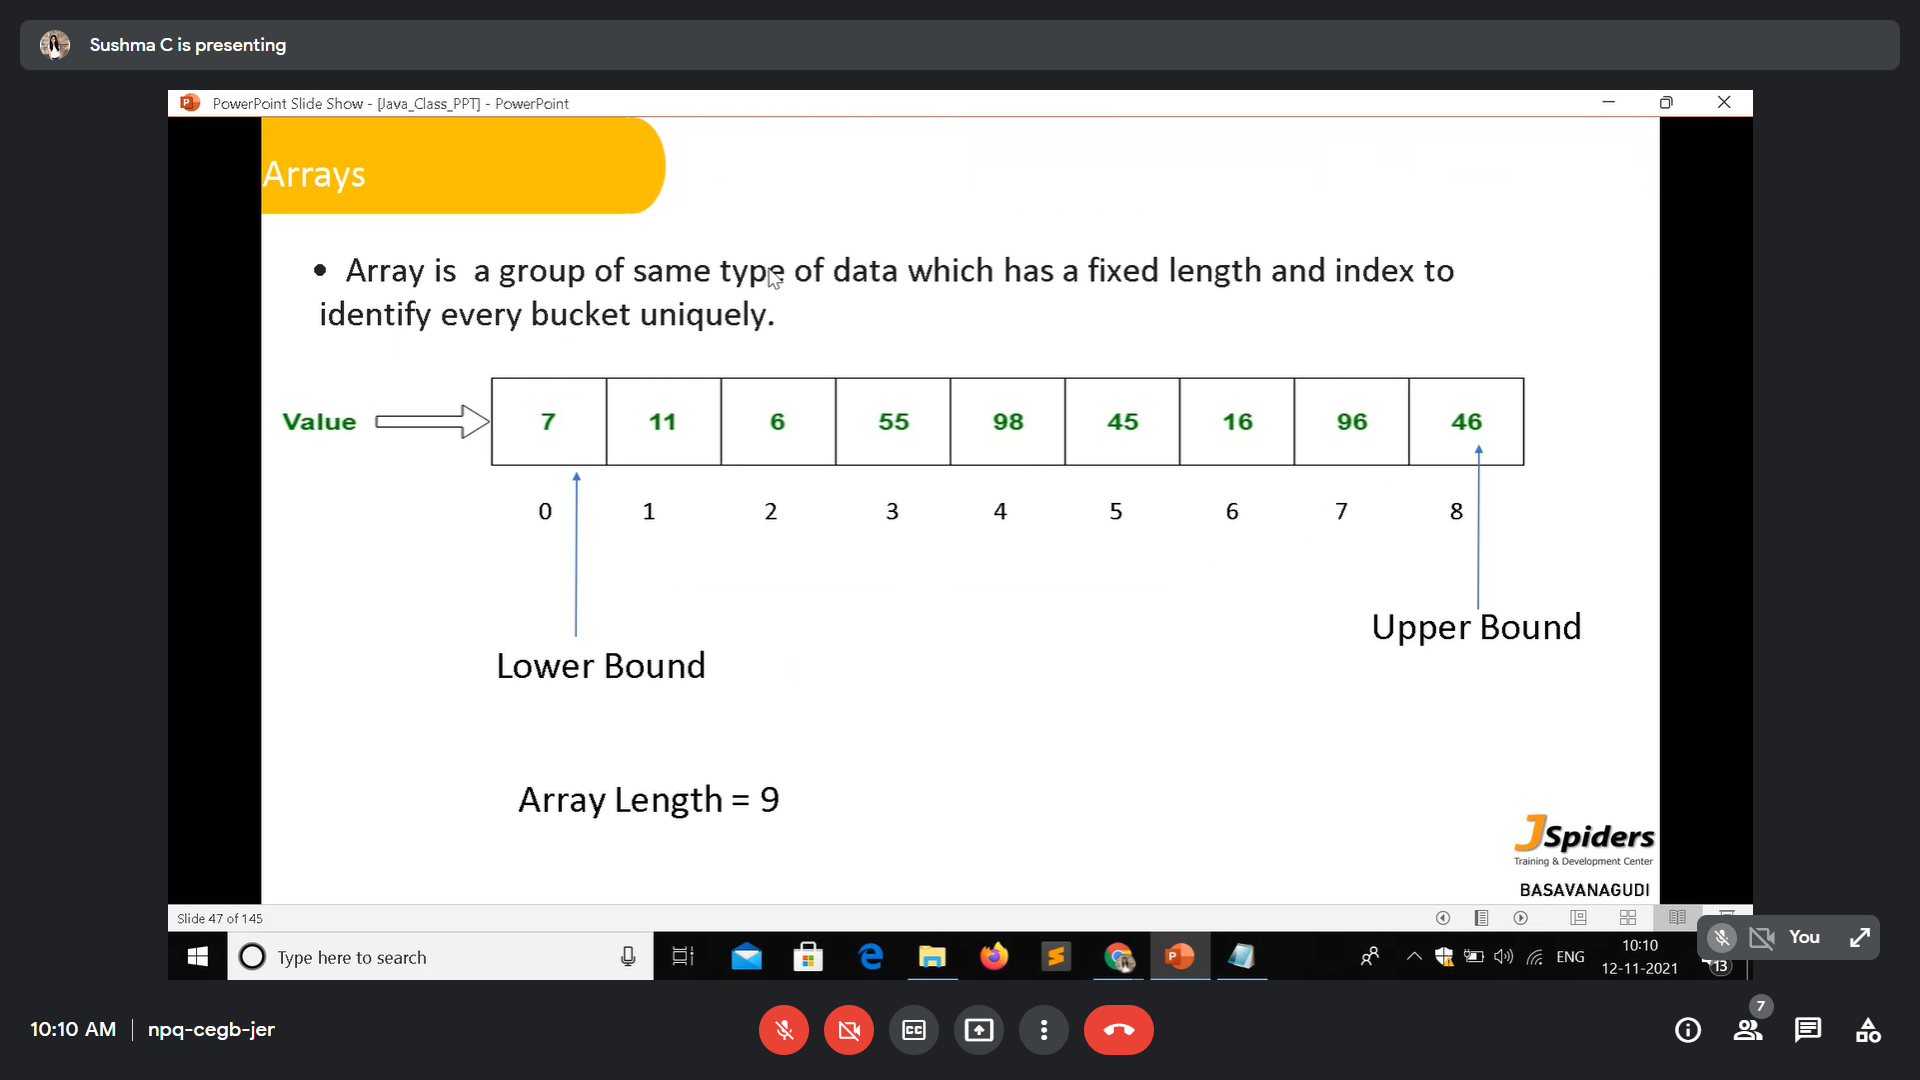 Sushma C is presenting
PowerPoint Slide Show - [Java_Class_PPT] - PowerPoint
Arrays
• Array is a group of same type of data which has a fixed length and index to
identify every bucket uniquely.
Value 7 11 6 55 98 45 16 96 46
0 1 2 3 4 5 6 7 8
Upper Bound
Lower Bound
Array Length = 9
JSpiders
Training & Development Center
BASAVANAGUDI
Slide 47 of 145
You
Type here to search
ENG
10:10
12-11-2021
13
7
10:10 AM | npq-cegb-jer
CC